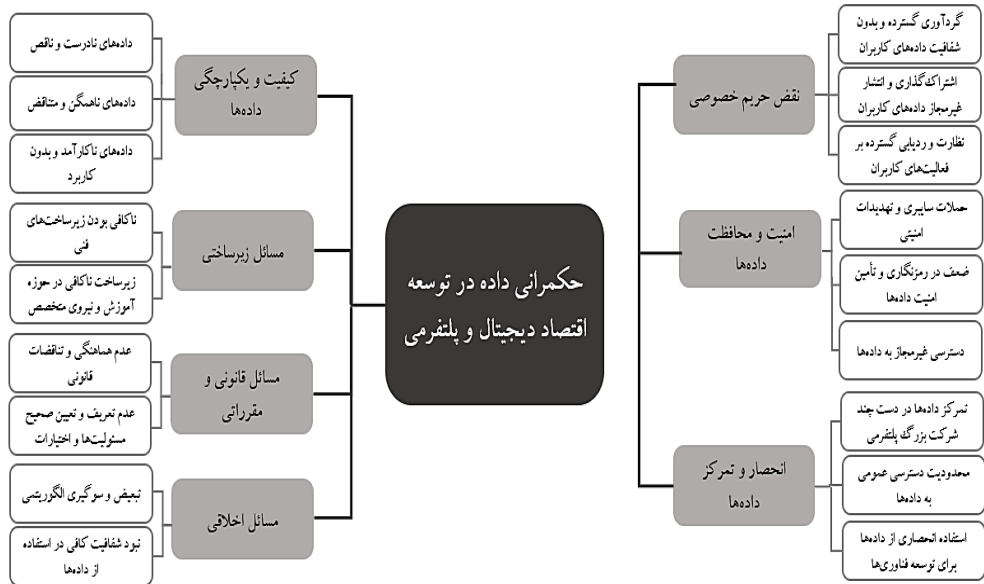 حکمرانی داده در توسعه
اقتصاد دیجیتال و پلتفرمی
نقض حریم خصوصی
گردآوری گسترده و بدون
شفافیت داده‌های کاربران
اشتراک‌گذاری و انتشار
غیرمجاز داده‌های کاربران
نظارت و ردیابی گسترده بر
فعالیت‌های کاربران
امنیت و محافظت
داده‌ها
حملات سایبری و تهدیدات
امنیتی
ضعف در رمزنگاری و تأمین
امنیت داده‌ها
دسترسی غیرمجاز به داده‌ها
انحصار و تمرکز
داده‌ها
تمرکز داده‌ها در دست چند
شرکت بزرگ پلتفرمی
محدودیت دسترسی عمومی
به داده‌ها
استفاده انحصاری از داده‌ها
برای توسعه فناوری‌ها
کیفیت و یکپارچگی
داده‌ها
داده‌های نادرست و ناقص
داده‌های ناهمگن و متناقض
داده‌های ناکارآمد و بدون
کاربرد
مسائل زیرساختی
ناکافی بودن زیرساخت‌های
فنی
زیرساخت ناکافی در حوزه
آموزش و نیروی متخصص
مسائل قانونی و
مقرراتی
عدم هماهنگی و تناقضات
قانونی
عدم تعریف و تعیین صحیح
مسئولیت‌ها و اختیارات
مسائل اخلاقی
تبعیض و سوگیری الگوریتمی
نبود شفافیت کافی در استفاده
از داده‌ها